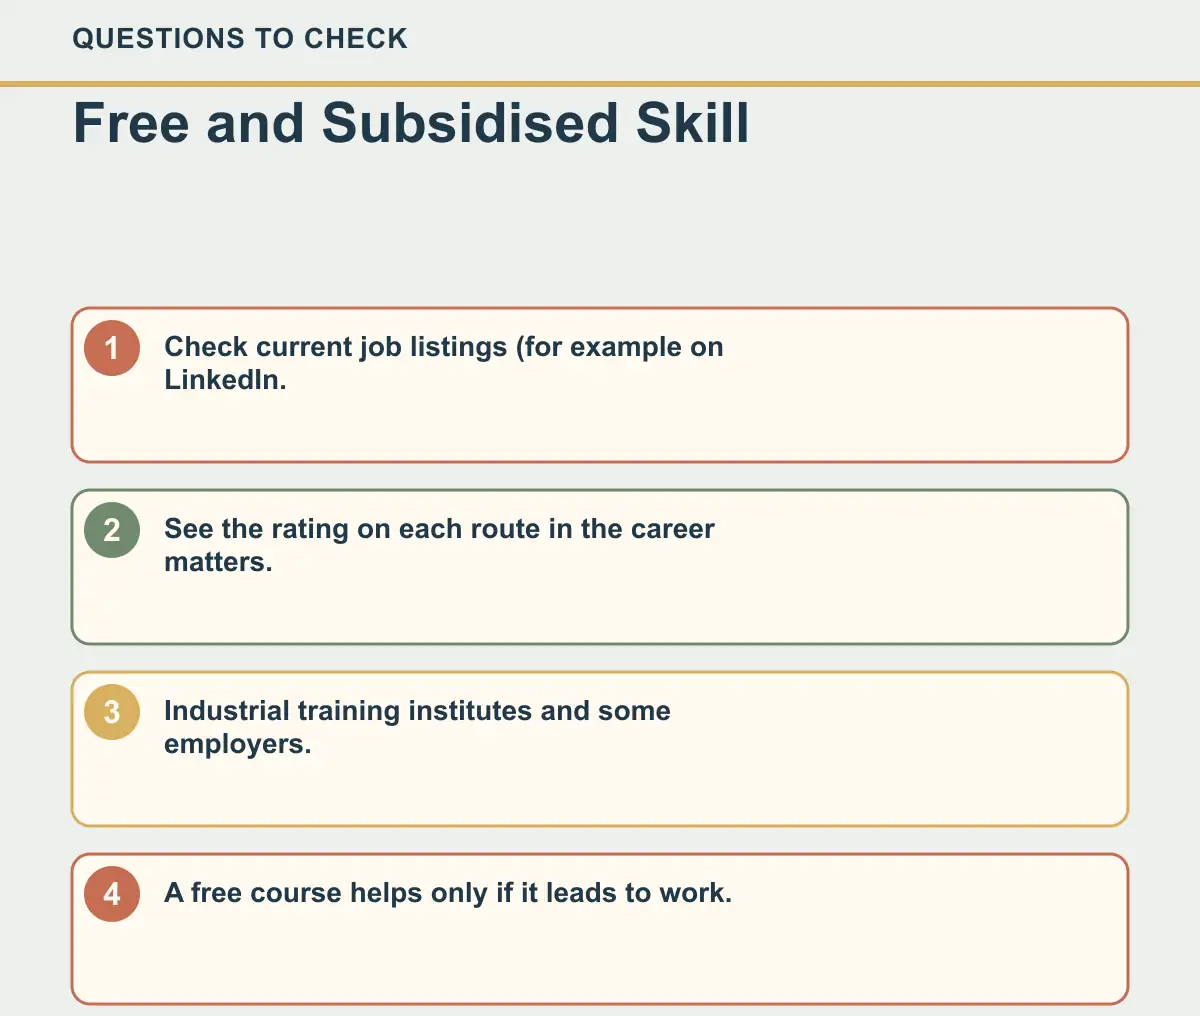 QUESTIONS TO CHECK
Free and Subsidised Skill
1
Check current job listings (for example on
LinkedIn.
2
See the rating on each route in the career
matters.
3
Industrial training institutes and some
employers.
4
A free course helps only if it leads to work.